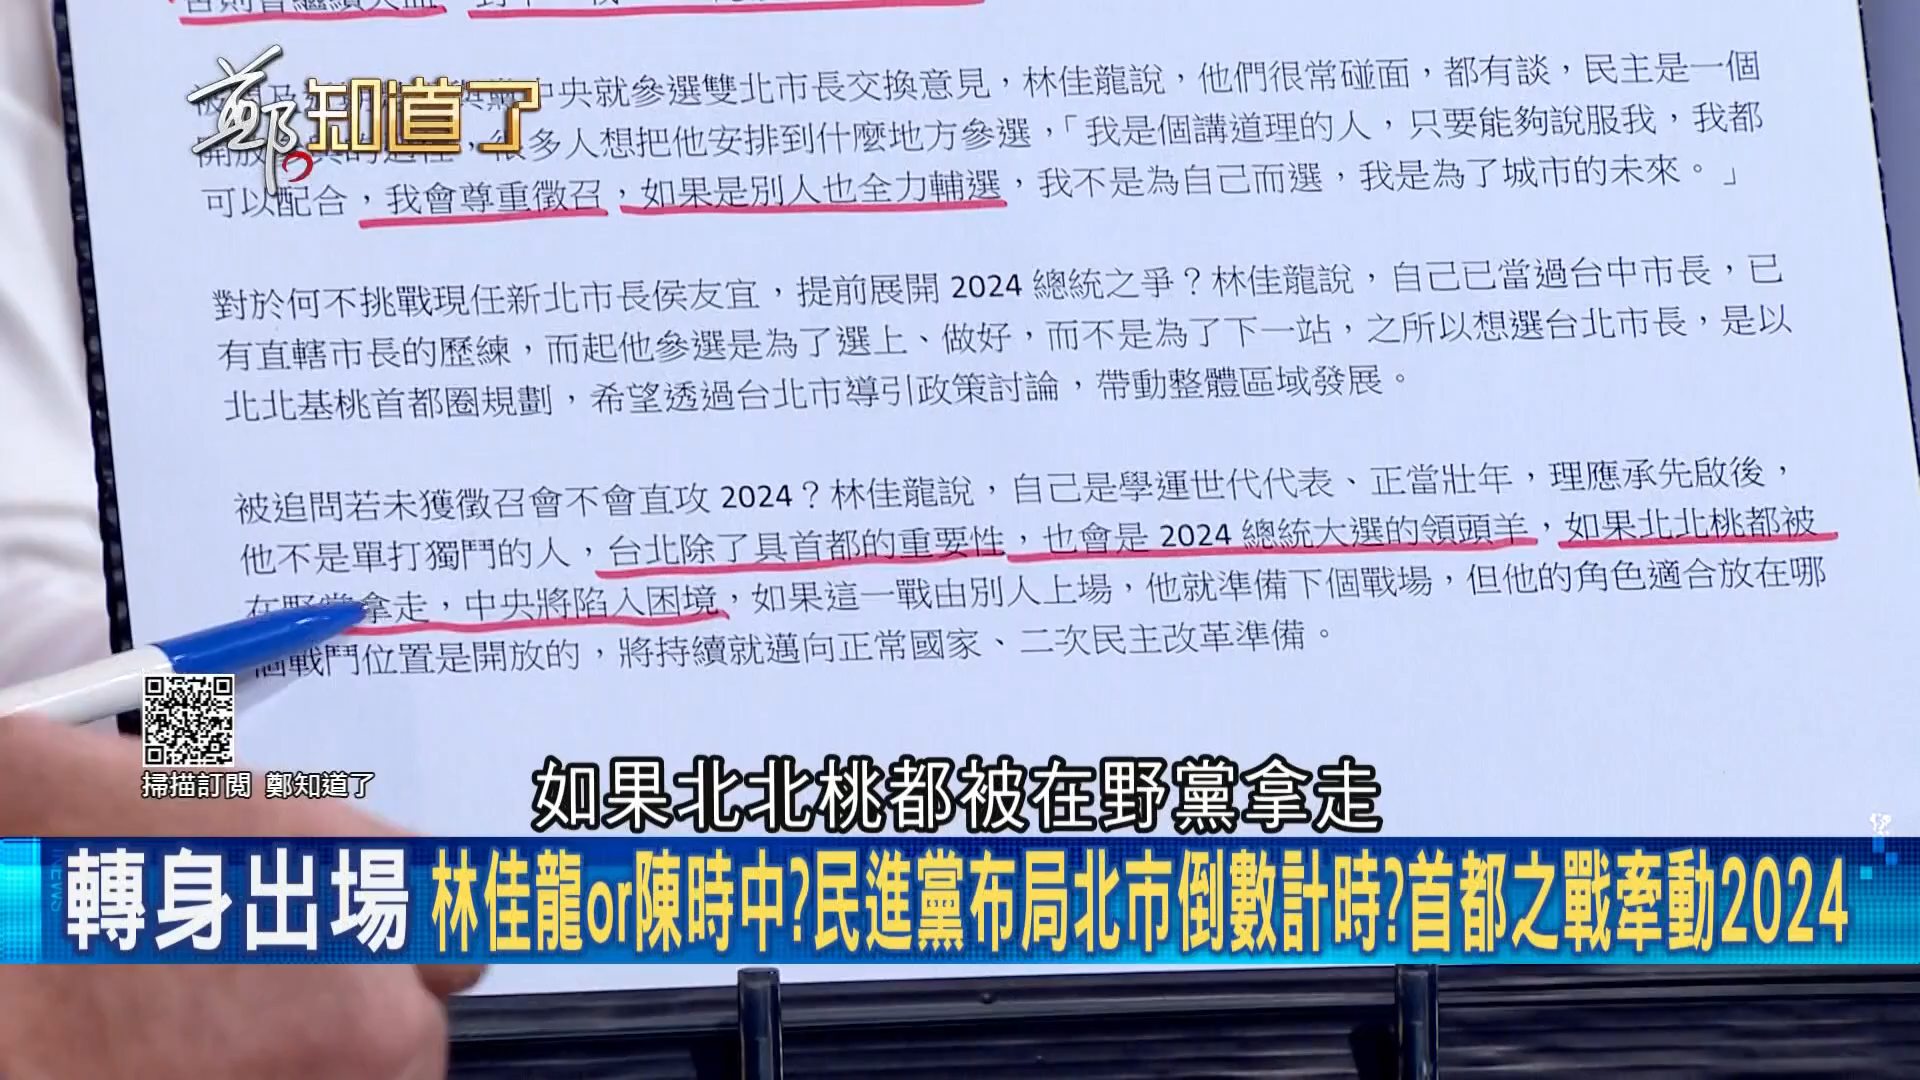 否則會繼續失血
鄭知道了
中央就參選雙北市長交換意見，林佳龍說，他們很常碰面，都有談，民主是一個
很多人想把他安排到什麼地方參選，「我是個講道理的人，只要能夠說服我，我都
可以配合，我會尊重徵召，如果是別人也全力輔選，我不是為自己而選，我是為了城市的未來。」
對於何不挑戰現任新北市長侯友宜，提前展開 2024 總統之爭？林佳龍說，自己已當過台中市長，已
有直轄市長的歷練，而起他參選是為了選上、做好，而不是為了下一站，之所以想選台北市長，是以
北北基桃首都圈規劃，希望透過台北市導引政策討論，帶動整體區域發展。
被追問若未獲徵召會不會直攻 2024？林佳龍說，自己是學運世代代表、正當壯年，理應承先啟後，
他不是單打獨鬥的人，台北除了具首都的重要性，也會是 2024 總統大選的領頭羊，如果北北桃都被
在野黨拿走，中央將陷入困境，如果這一戰由別人上場，他就準備下個戰場，但他的角色適合放在哪
個戰鬥位置是開放的，將持續就邁向正常國家、二次民主改革準備。
掃描訂閱 鄭知道了
如果北北桃都被在野黨拿走
轉身出場 林佳龍or陳時中?民進黨布局北市倒數計時?首都之戰牽動2024